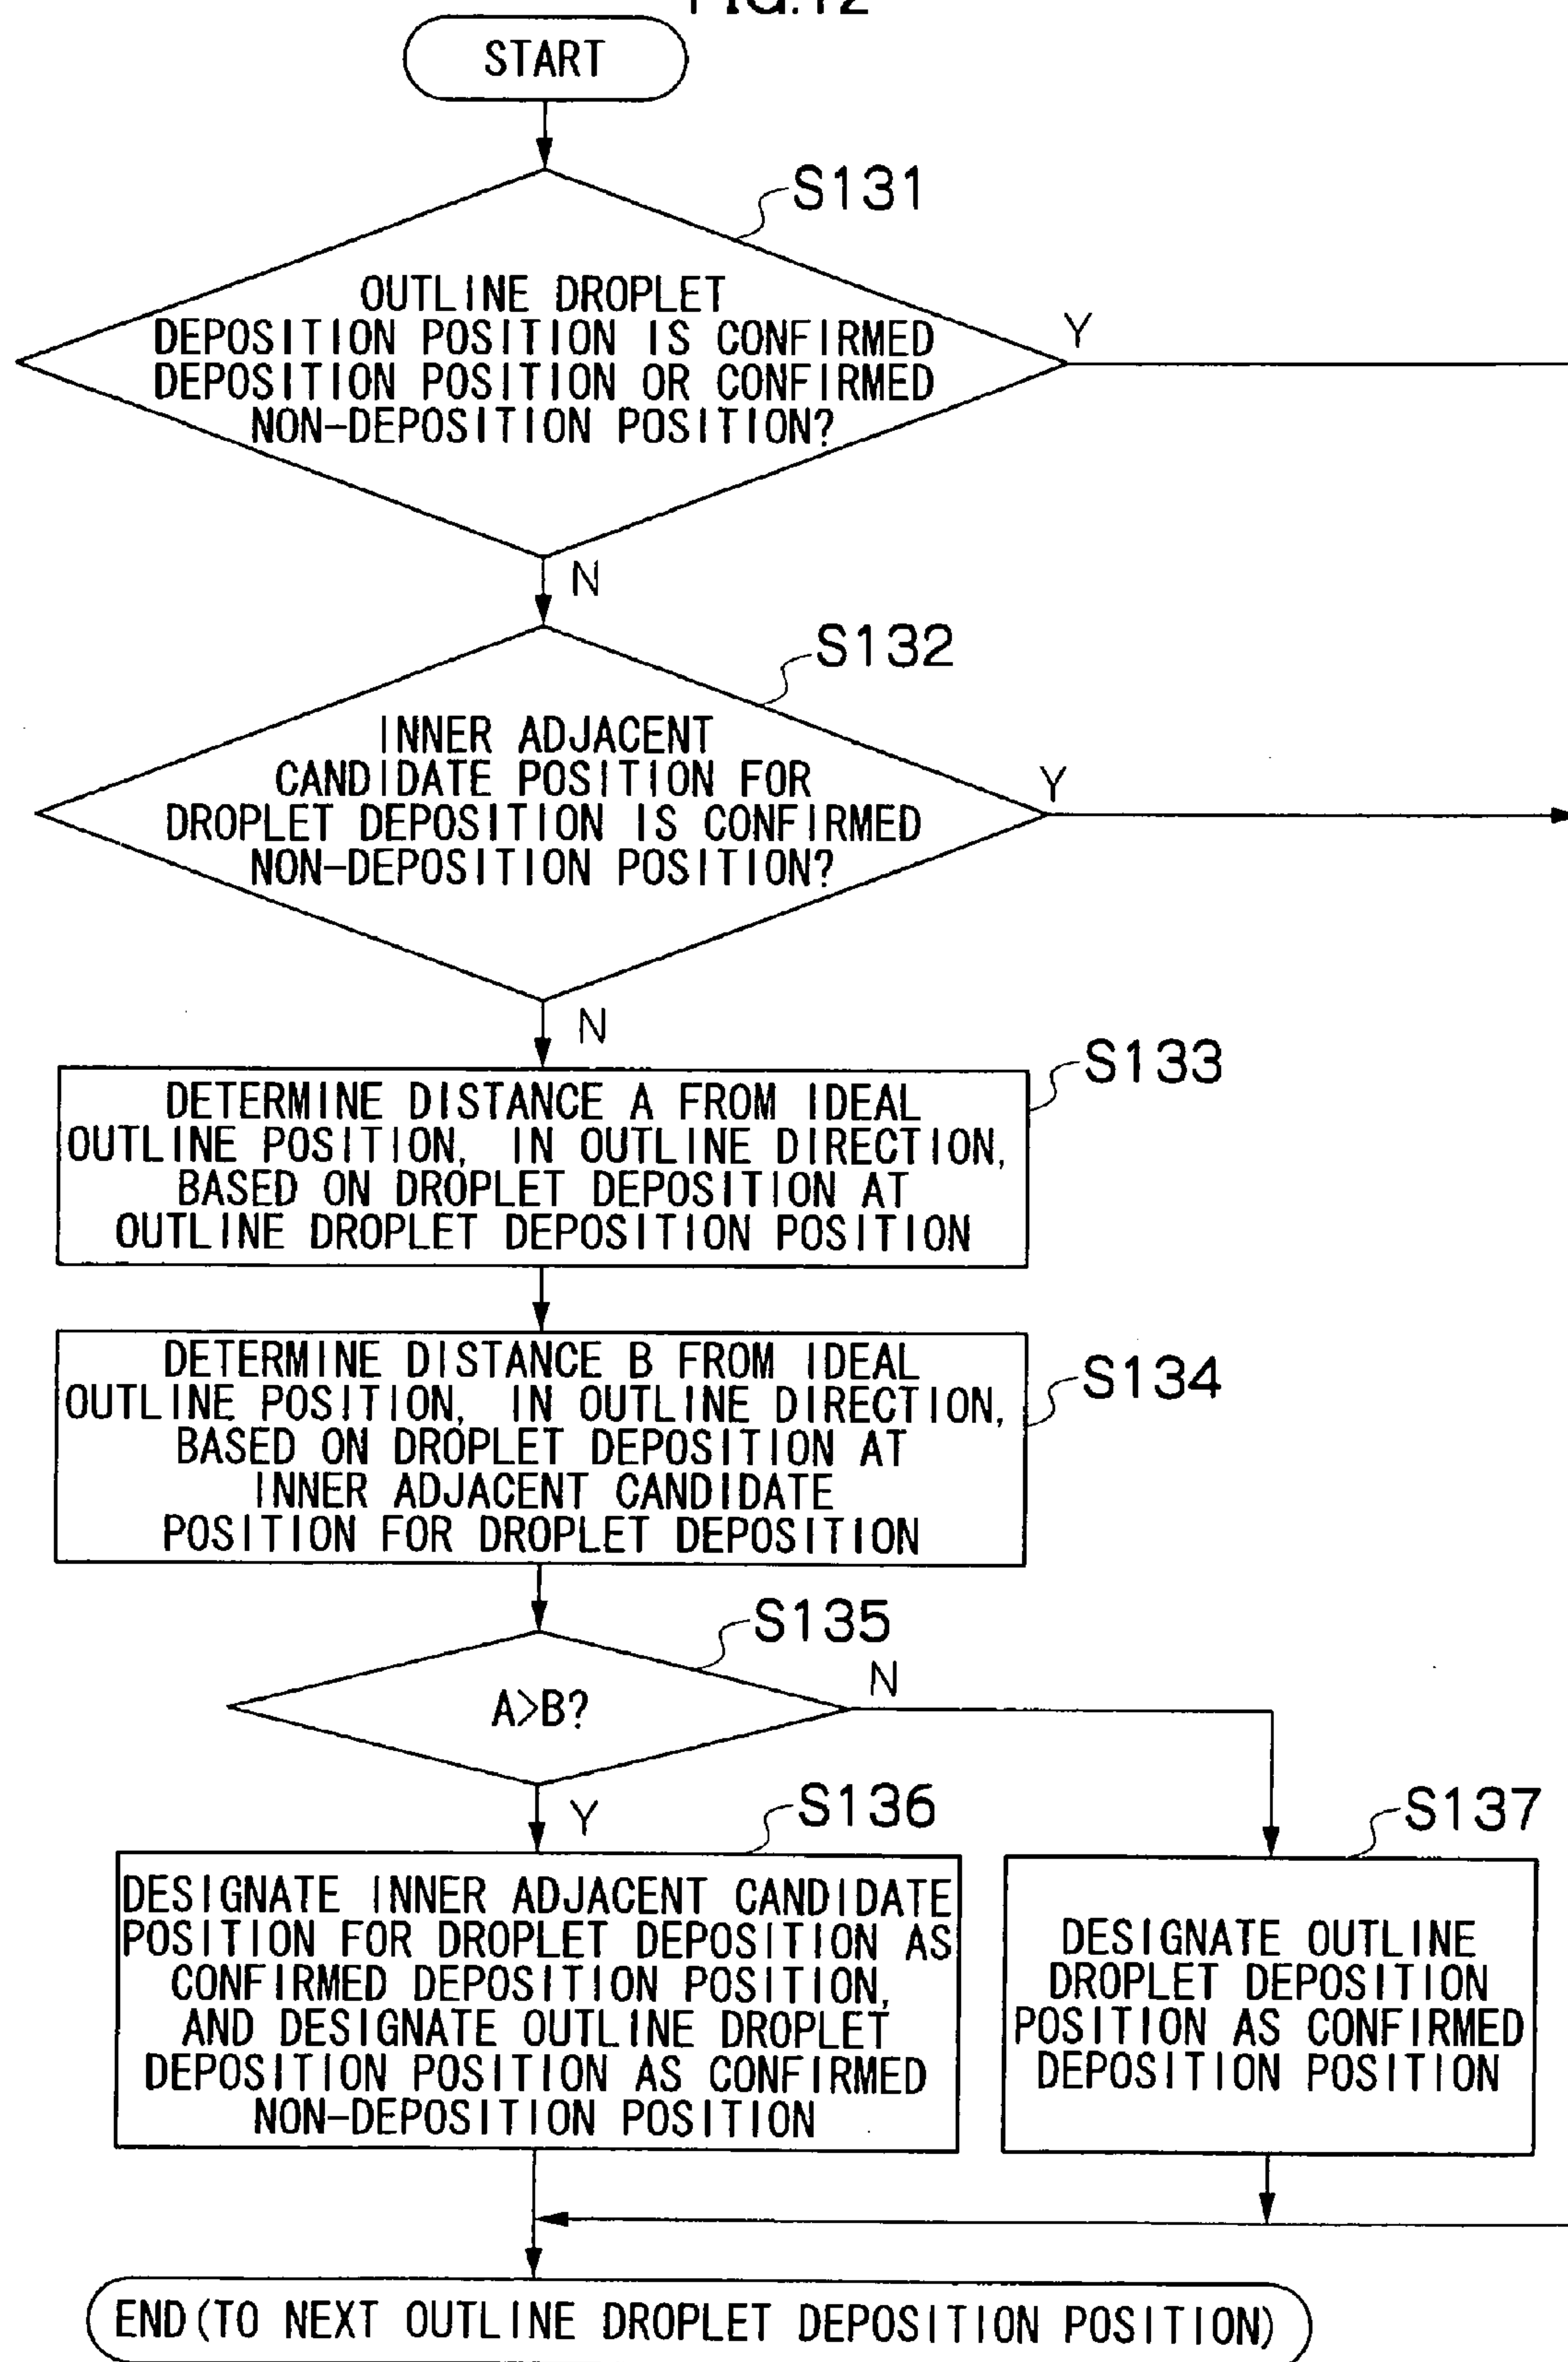 FIG.12
START
S131
OUTLINE DROPLET
DEPOSITION POSITION IS CONFIRMED
DEPOSITION POSITION OR CONFIRMED
NON-DEPOSITION POSITION?
Y
N
S132
INNER ADJACENT
CANDIDATE POSITION FOR
DROPLET DEPOSITION IS CONFIRMED
NON-DEPOSITION POSITION?
Y
N
S133
DETERMINE DISTANCE A FROM IDEAL
OUTLINE POSITION, IN OUTLINE DIRECTION,
BASED ON DROPLET DEPOSITION AT
OUTLINE DROPLET DEPOSITION POSITION
S134
DETERMINE DISTANCE B FROM IDEAL
OUTLINE POSITION, IN OUTLINE DIRECTION,
BASED ON DROPLET DEPOSITION AT
INNER ADJACENT CANDIDATE
POSITION FOR DROPLET DEPOSITION
S135
A>B?
N
Y
S136
DESIGNATE INNER ADJACENT CANDIDATE
POSITION FOR DROPLET DEPOSITION AS
CONFIRMED DEPOSITION POSITION,
AND DESIGNATE OUTLINE DROPLET
DEPOSITION POSITION AS CONFIRMED
NON-DEPOSITION POSITION
S137
DESIGNATE OUTLINE
DROPLET DEPOSITION
POSITION AS CONFIRMED
DEPOSITION POSITION
END(TO NEXT OUTLINE DROPLET DEPOSITION POSITION)